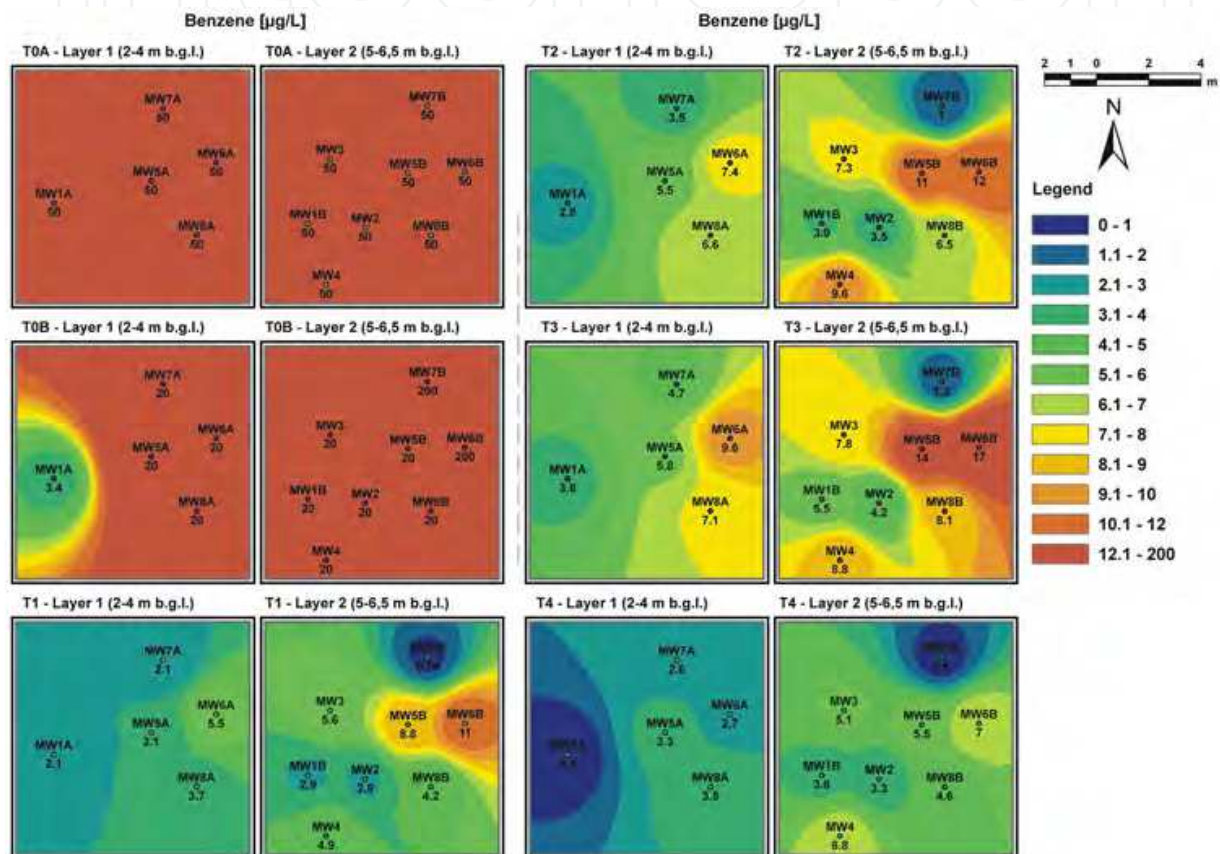 Benzene [µg/L]
Benzene [µg/L]
T0A - Layer 1 (2-4 m b.g.l.)
MW7A
50
MW6A
50
MW5A
50
MW1A
50
MW8A
50
T0A - Layer 2 (5-6,5 m b.g.l.)
MW7B
50
MW3
50
MW5B
50
MW6B
50
MW1B
50
MW2
50
MW8B
50
MW4
50
T2 - Layer 1 (2-4 m b.g.l.)
MW7A
3.5
MW6A
7.4
MW5A
5.5
MW1A
2.8
MW8A
6.6
T2 - Layer 2 (5-6,5 m b.g.l.)
MW7B
1
MW3
7.3
MW5B
11
MW6B
12
MW1B
3.9
MW2
3.5
MW8B
6.5
MW4
9.6
2 1 0 2 4
m
N
Legend
0 - 1
1.1 - 2
2.1 - 3
3.1 - 4
4.1 - 5
5.1 - 6
6.1 - 7
7.1 - 8
8.1 - 9
9.1 - 10
10.1 - 12
12.1 - 200
T0B - Layer 1 (2-4 m b.g.l.)
MW7A
20
MW6A
20
MW5A
20
MW1A
3.4
MW8A
20
T0B - Layer 2 (5-6,5 m b.g.l.)
MW7B
200
MW3
20
MW5B
20
MW6B
200
MW1B
20
MW2
20
MW8B
20
MW4
20
T3 - Layer 1 (2-4 m b.g.l.)
MW7A
4.7
MW6A
9.6
MW5A
5.8
MW1A
3.8
MW8A
7.1
T3 - Layer 2 (5-6,5 m b.g.l.)
MW7B
MW3
7.8
MW5B
14
MW6B
17
MW1B
5.5
MW2
4.2
MW8B
8.1
MW4
8.8
T1 - Layer 1 (2-4 m b.g.l.)
MW7A
2.1
MW6A
5.5
MW5A
3.1
MW1A
2.1
MW8A
3.7
T1 - Layer 2 (5-6,5 m b.g.l.)
MW3
5.6
MW5B
8.8
MW6B
11
MW1B
2.9
MW2
2.9
MW8B
4.2
MW4
4.9
T4 - Layer 1 (2-4 m b.g.l.)
MW7A
2.6
MW6A
2.7
MW5A
3.3
MW8A
3.5
T4 - Layer 2 (5-6,5 m b.g.l.)
MW3
5.1
MW5B
5.5
MW6B
7
MW1B
3.6
MW2
3.3
MW8B
4.6
MW4
6.8